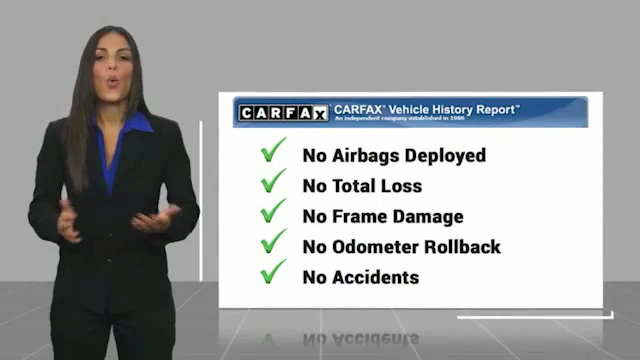 CARFAX CARFAX® Vehicle History Report™
An independent company established in 1986
No Airbags Deployed
No Total Loss
No Frame Damage
No Odometer Rollback
No Accidents